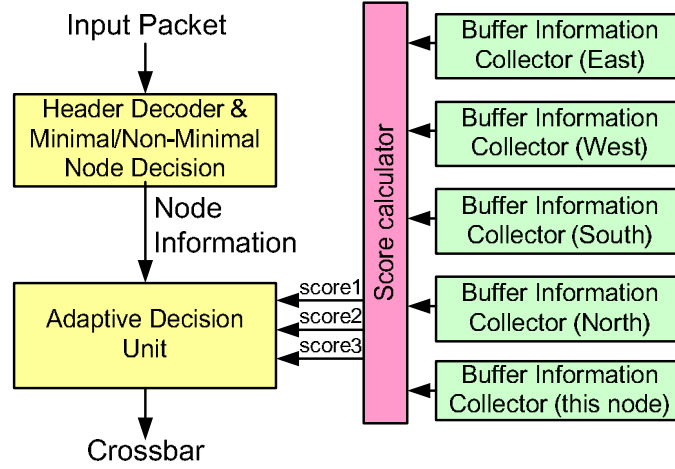 Input Packet
Header Decoder &
Minimal/Non-Minimal
Node Decision
Node
Information
Adaptive Decision
Unit
Crossbar
score1
score2
score3
Score calculator
Buffer Information
Collector (East)
Buffer Information
Collector (West)
Buffer Information
Collector (South)
Buffer Information
Collector (North)
Buffer Information
Collector (this node)